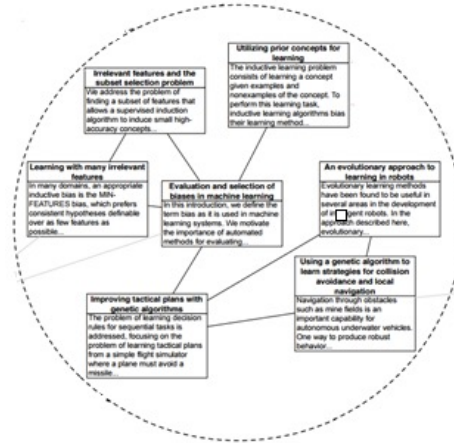 Utilizing prior concepts for
learning
The inductive learning problem
consists of learning a concept
given examples and
nonexamples of the concept. To
perform this learning task,
inductive learning algorithms bias
their learning method...
Irrelevant features and the
subset selection problem
We address the problem of
finding a subset of features that
allows a supervised induction
algorithm to induce small high-
accuracy concepts...
Learning with many irrelevant
features
In many domains, an appropriate
inductive bias is the MIN-
FEATURES bias, which prefers
consistent hypotheses definable
over as few features as
possible...
Evaluation and selection of
biases in machine learning
In this introduction, we define the
term bias as it is used in machine
learning systems. We motivate
the importance of automated
methods for evaluating...
An evolutionary approach to
learning in robots
Evolutionary learning methods
have been found to be useful in
several areas in the development
of robots. In the
approach described here,
evolutionary...
Using a genetic algorithm to
learn strategies for collision
avoidance and local
navigation
Navigation through obstacles
such as mine fields is an
important capability for
autonomous underwater vehicles.
One way to produce robust
behavior...
Improving tactical plans with
genetic algorithms
The problem of learning decision
rules for sequential tasks is
addressed, focusing on the
problem of learning tactical plans
from a simple flight simulator
where a plane must avoid a
missile...